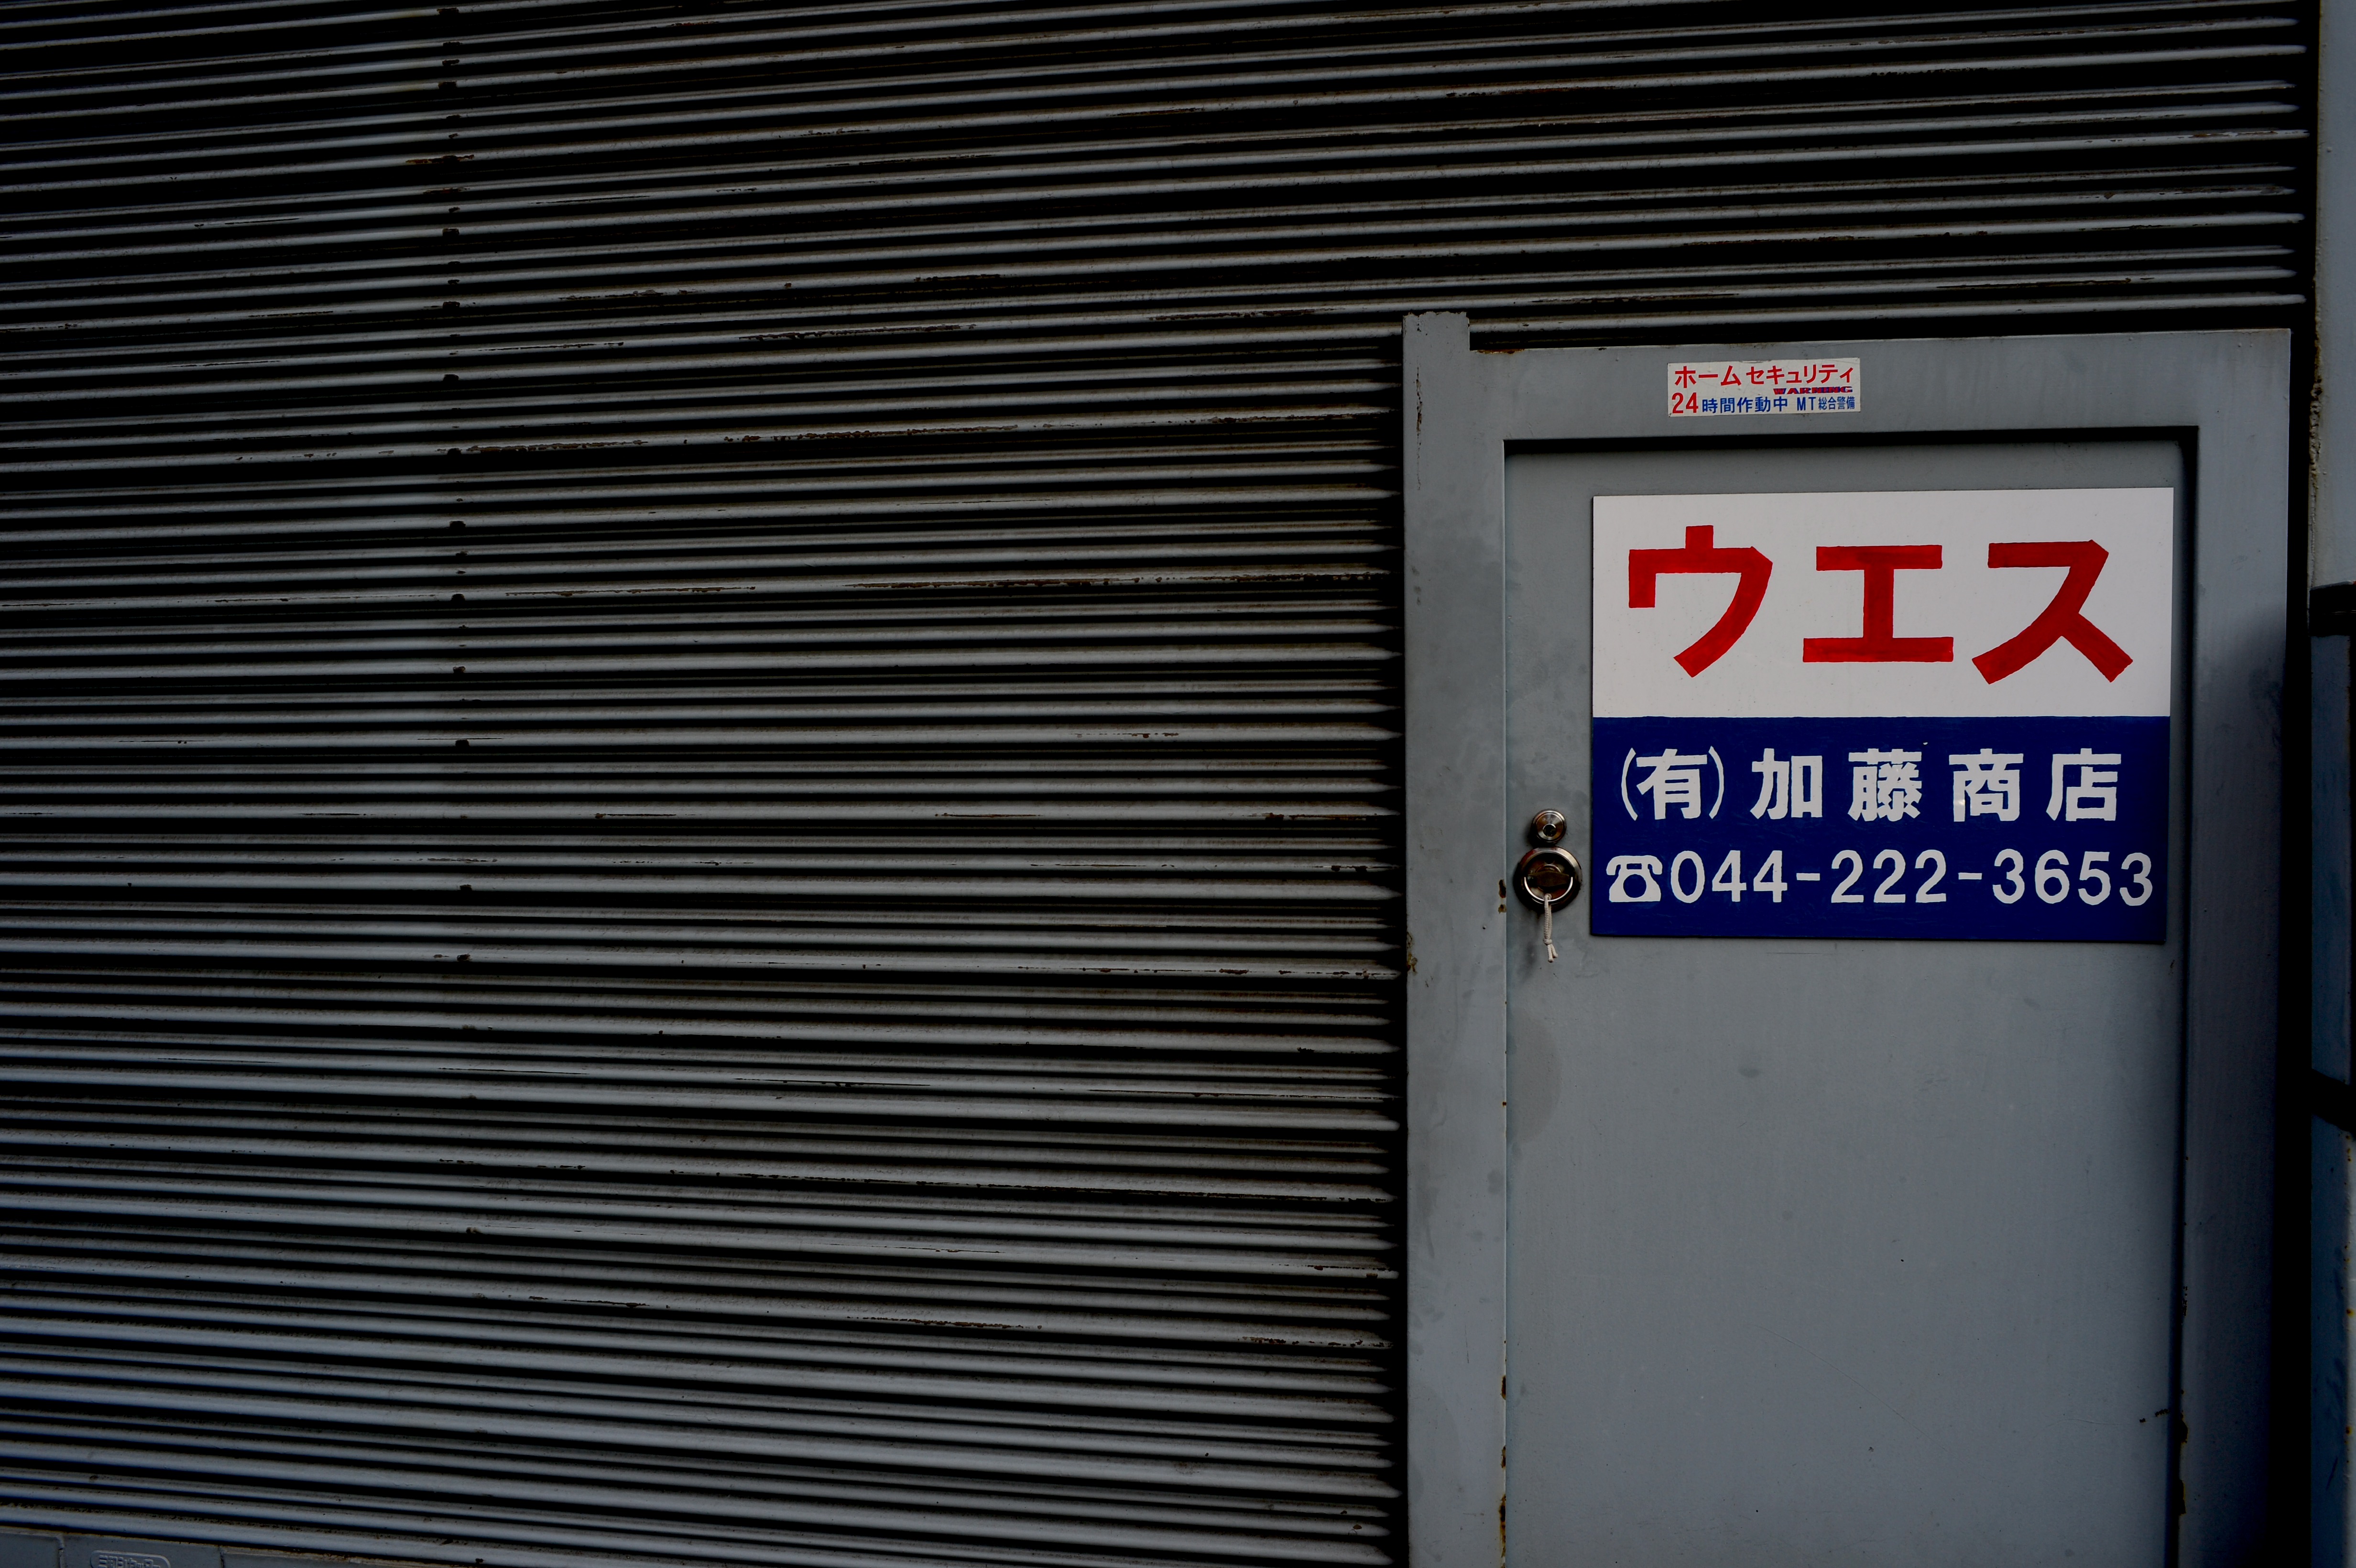 ホームセキュリティ
WARNING
24時間作動中 MT総合警備
ウエス
(有)加藤商店
☎044-222-3653